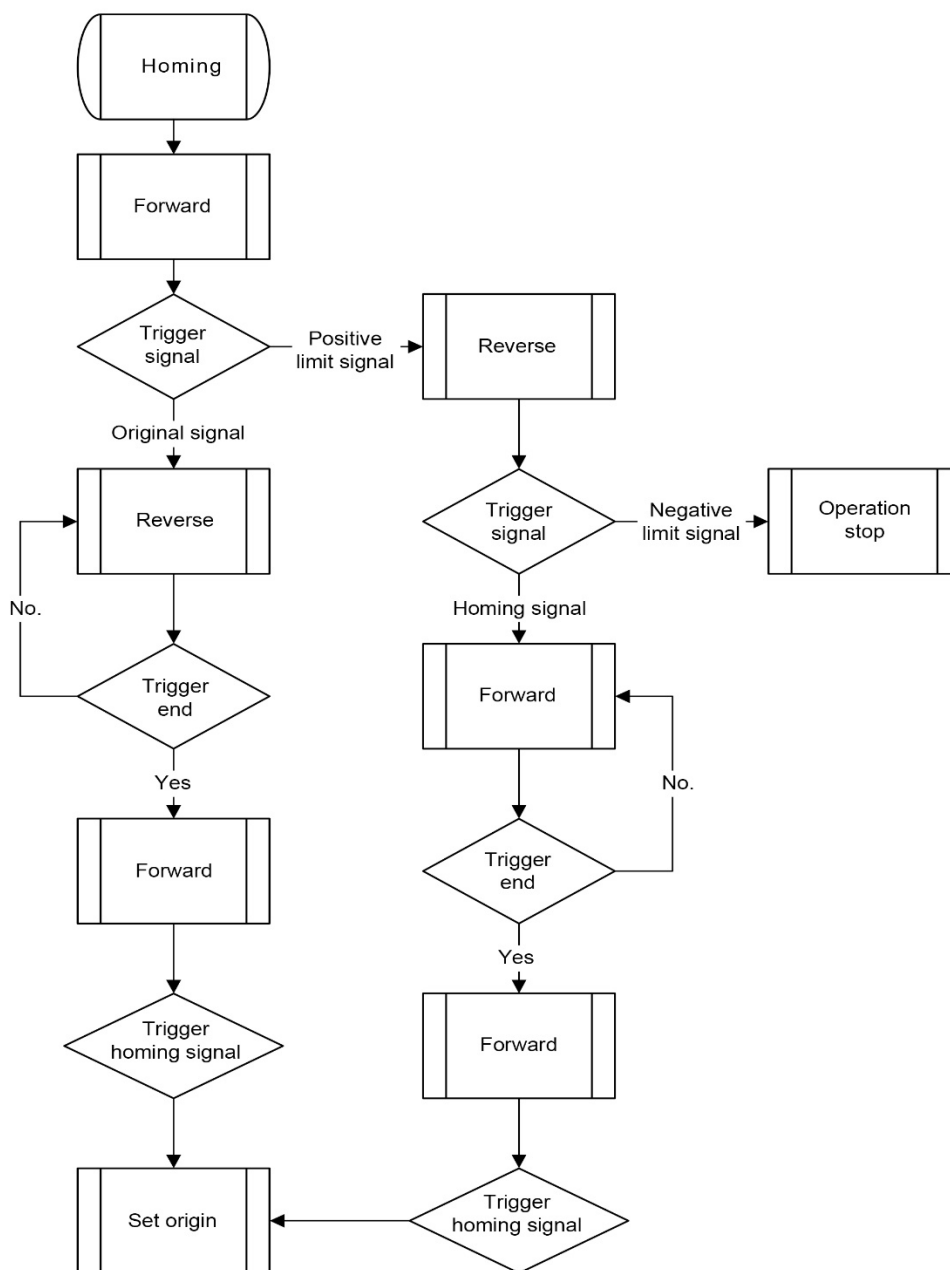 Homing
Forward
Trigger
signal
Positive
limit signal
Reverse
Original signal
Reverse
Trigger
signal
Negative
limit signal
Operation
stop
No.
Homing signal
Trigger
end
Forward
No.
Yes
Forward
Trigger
end
Yes
Trigger
homing signal
Forward
Set origin
Trigger
homing signal